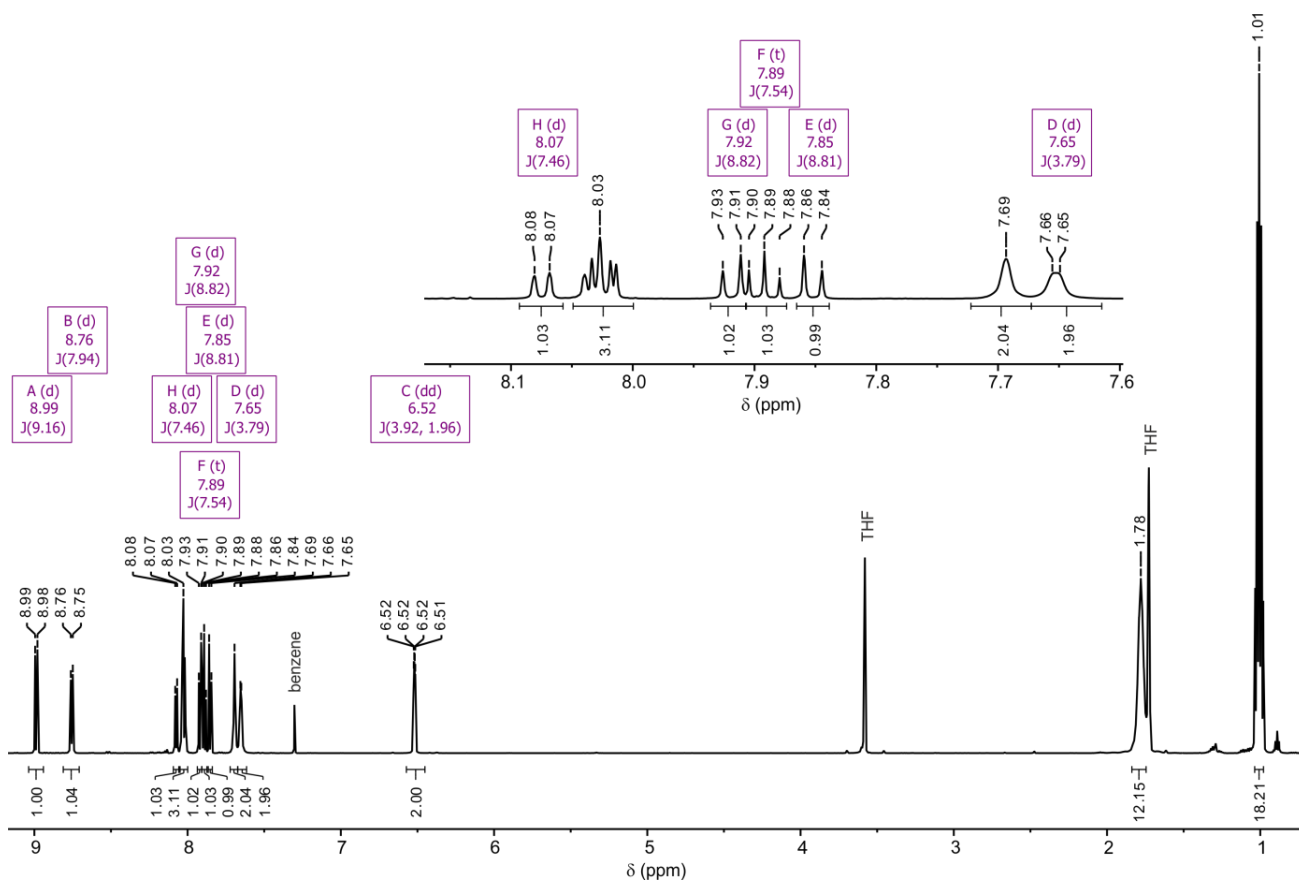 1.01
F (t)
7.89
J(7.54)
H (d)
8.07
J(7.46)
G (d)
7.92
J(8.82)
E (d)
7.85
J(8.81)
D (d)
7.65
J(3.79)
8.08
8.07
8.03
7.93
7.91
7.90
7.89
7.88
7.86
7.84
7.69
7.66
7.65
1.03
3.11
1.02
1.03
0.99
2.04
1.96
8.1 8.0 7.9 7.8 7.7 7.6
δ (ppm)
G (d)
7.92
J(8.82)
B (d)
8.76
J(7.94)
E (d)
7.85
J(8.81)
A (d)
8.99
J(9.16)
H (d)
8.07
J(7.46)
D (d)
7.65
J(3.79)
C (dd)
6.52
J(3.92, 1.96)
F (t)
7.89
J(7.54)
8.99
8.98
8.76
8.75
8.08
8.07
8.03
7.93
7.91
7.90
7.89
7.88
7.86
7.84
7.69
7.66
7.65
benzene
6.52
6.52
6.52
6.51
THF
1.78
THF
1.00
1.04
1.03
3.11
1.02
1.03
0.99
2.04
1.96
2.00
12.15
18.21
9 8 7 6 5 4 3 2 1
δ (ppm)